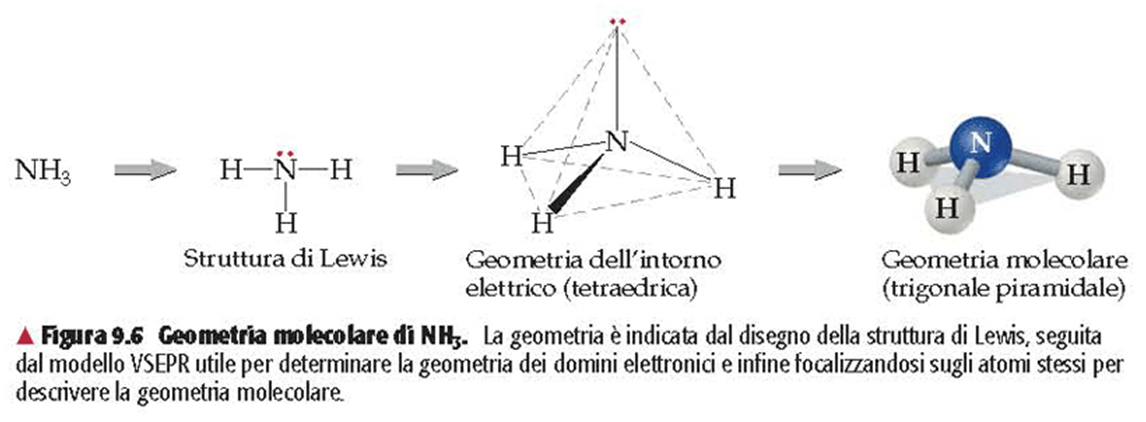 NH₃
H—N—H
H
Struttura di Lewis
N
H
H
H
Geometria dell'intorno
elettrico (tetraedrica)
N
H
H
H
Geometria molecolare
(trigonale piramidale)
▲ Figura 9.6 Geometria molecolare di NH₃. La geometria è indicata dal disegno della struttura di Lewis, seguita
dal modello VSEPR utile per determinare la geometria dei domini elettronici e infine focalizzandosi sugli atomi stessi per
descrivere la geometria molecolare.